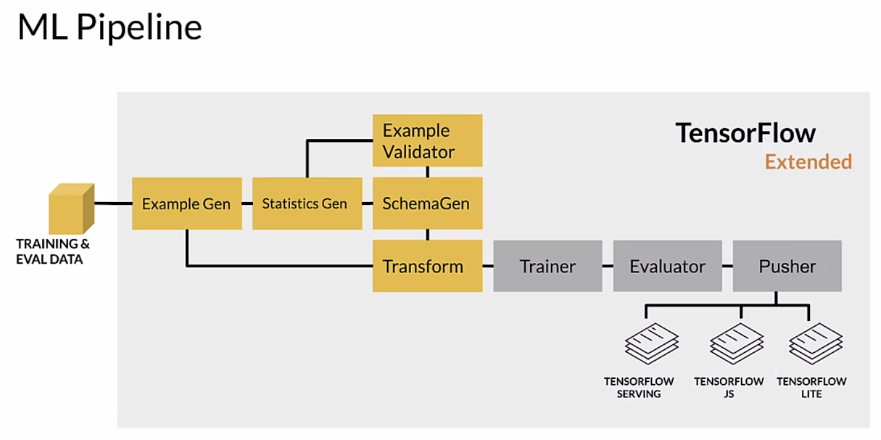 ML Pipeline
TensorFlow
Extended
Example
Validator
Example Gen
Statistics Gen
SchemaGen
TRAINING &
EVAL DATA
Transform
Trainer
Evaluator
Pusher
TENSORFLOW
SERVING
TENSORFLOW
JS
TENSORFLOW
LITE